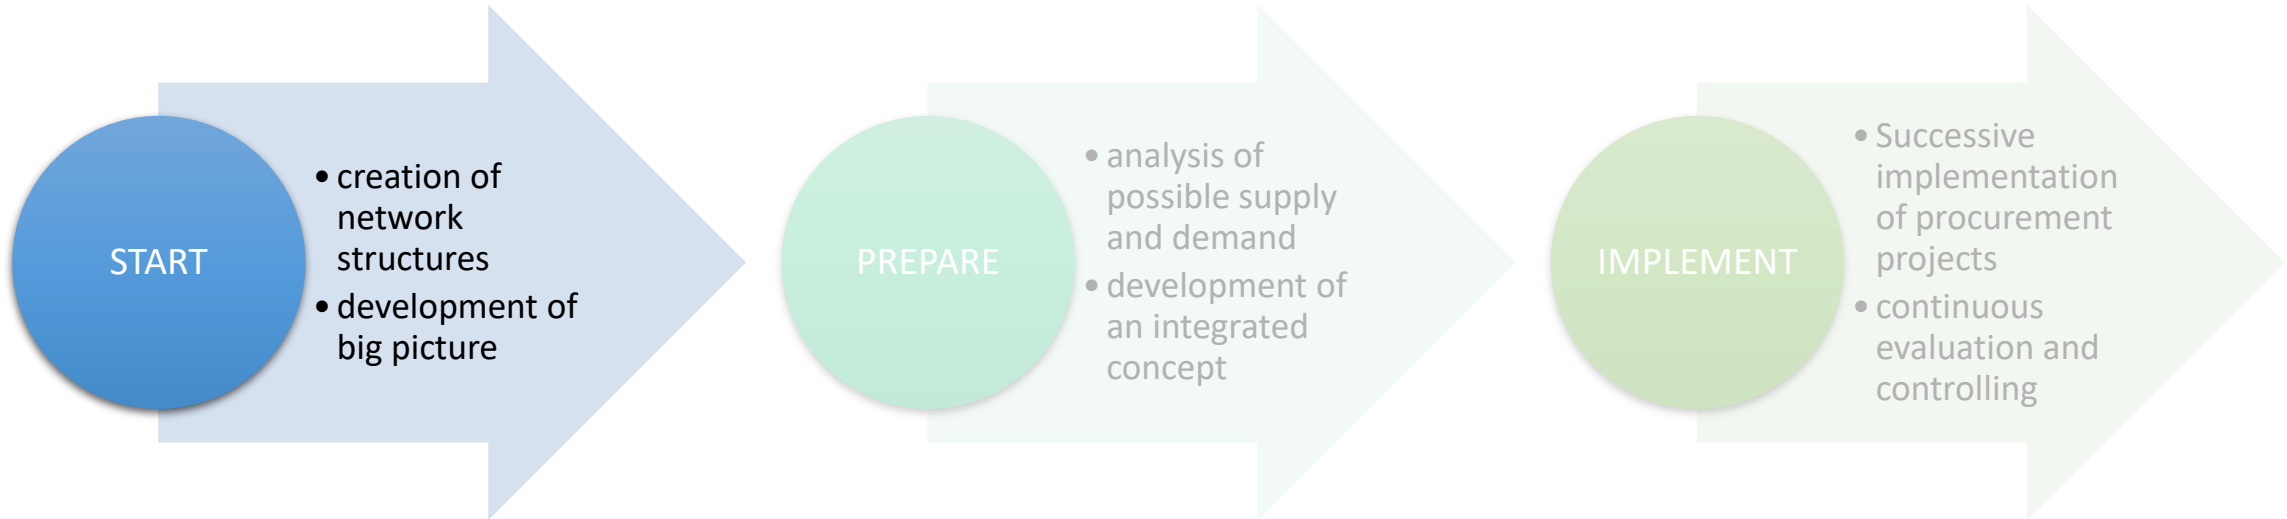 START
• creation of
network
structures
• development of
big picture
PREPARE
• analysis of
possible supply
and demand
• development of
an integrated
concept
IMPLEMENT
• Successive
implementation
of procurement
projects
• continuous
evaluation and
controlling